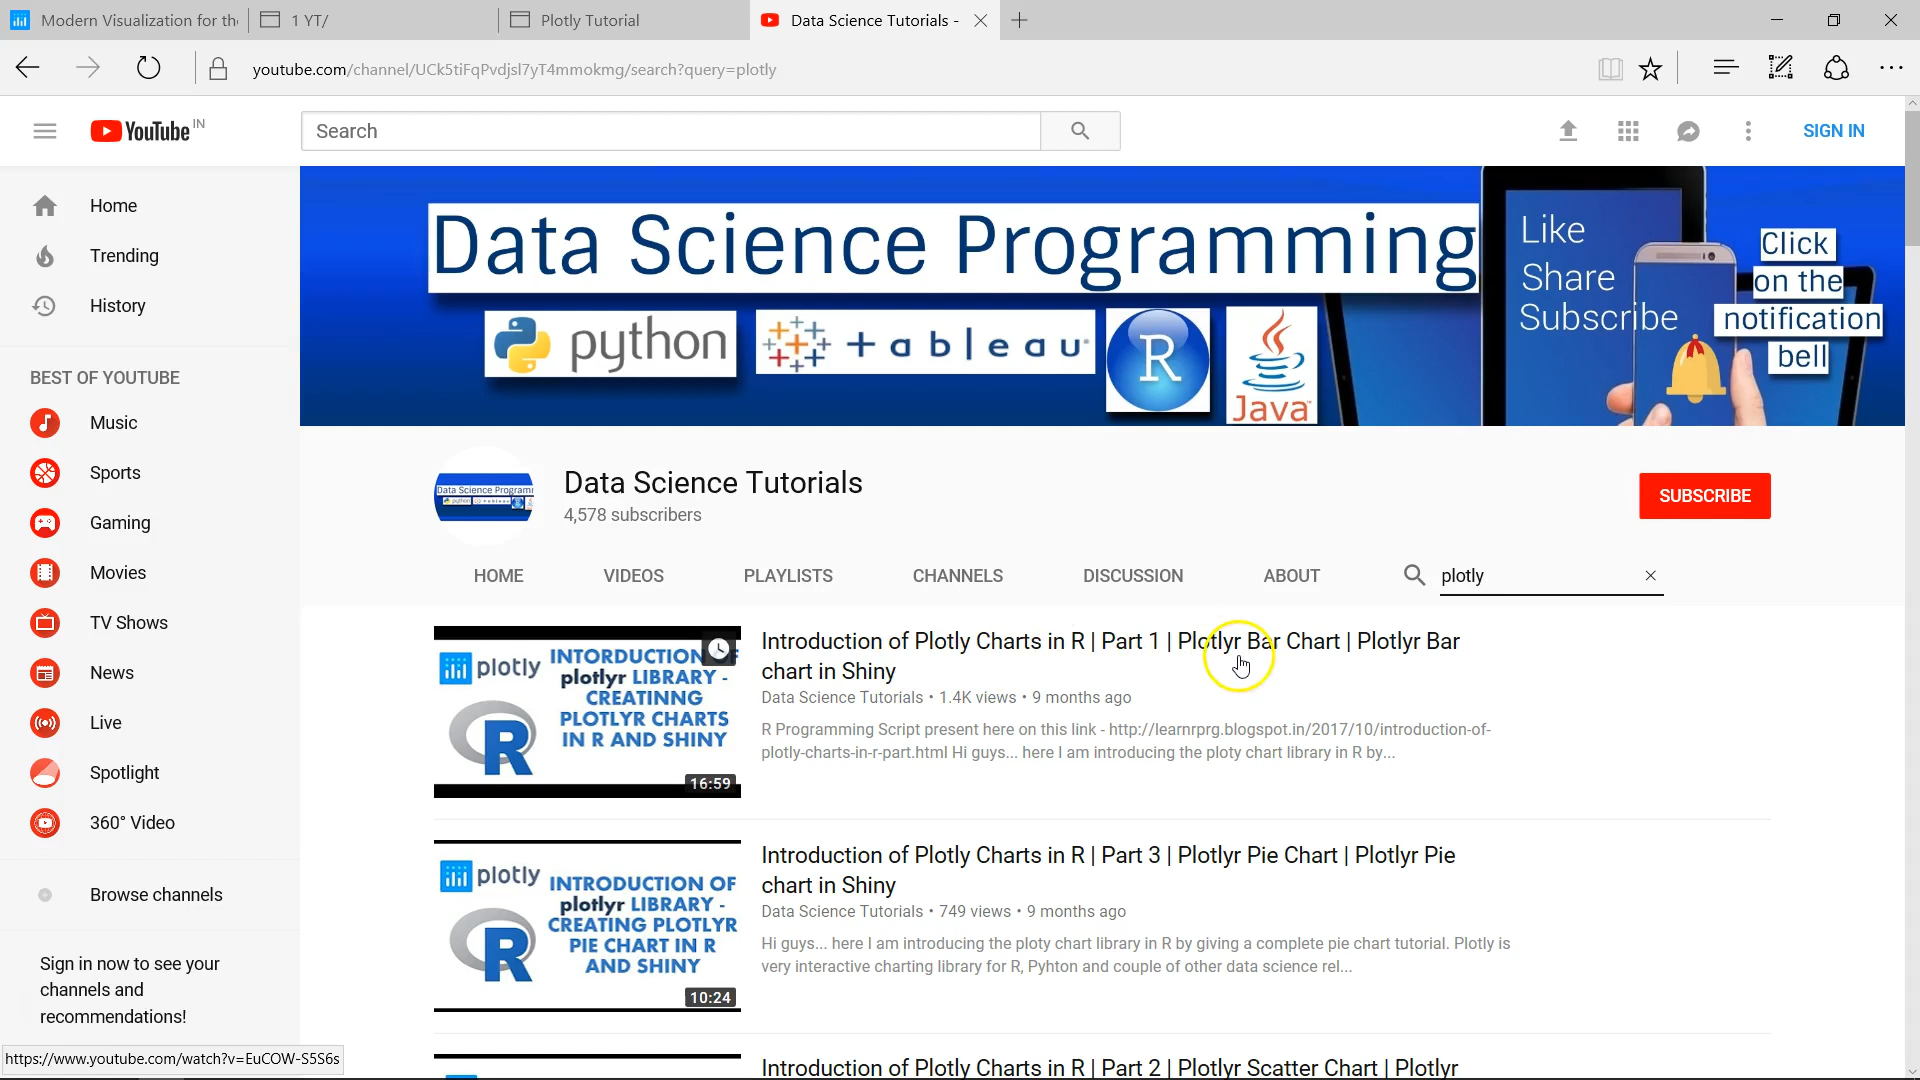 Modern Visualization for th
1 YT/
Plotly Tutorial
Data Science Tutorials -
youtube.com/channel/UCk5tiFqPvdjsl7yT4mmokmg/search?query=plotly
YouTube IN
Search
SIGN IN
Home
Trending
History
BEST OF YOUTUBE
Music
Sports
Gaming
Movies
TV Shows
News
Live
Spotlight
360° Video
Browse channels
Sign in now to see your
channels and
recommendations!
https://www.youtube.com/watch?v=EuCOW-S5S6s
Data Science Programming
python
+ableau
R
Java
Like
Share
Subscribe
Click
on the
notification
bell
Data Science Programm
Data Science Tutorials
4,578 subscribers
SUBSCRIBE
HOME
VIDEOS
PLAYLISTS
CHANNELS
DISCUSSION
ABOUT
plotly
plotly
INTORDUCTION
plotlyr LIBRARY -
CREATINNG
PLOTLYR CHARTS
IN R AND SHINY
R
16:59
Introduction of Plotly Charts in R | Part 1 | Plotlyr Bar Chart | Plotlyr Bar
chart in Shiny
Data Science Tutorials • 1.4K views • 9 months ago
R Programming Script present here on this link - http://learnrprg.blogspot.in/2017/10/introduction-of-
plotly-charts-in-r-part.html Hi guys... here I am introducing the ploty chart library in R by...
plotly
INTRODUCTION OF
plotlyr LIBRARY -
CREATING PLOTLYR
PIE CHART IN R
AND SHINY
R
10:24
Introduction of Plotly Charts in R | Part 3 | Plotlyr Pie Chart | Plotlyr Pie
chart in Shiny
Data Science Tutorials • 749 views • 9 months ago
Hi guys... here I am introducing the ploty chart library in R by giving a complete pie chart tutorial. Plotly is
very interactive charting library for R, Pyhton and couple of other data science rel...
Introduction of Plotly Charts in R | Part 2 | Plotlyr Scatter Chart | Plotlyr